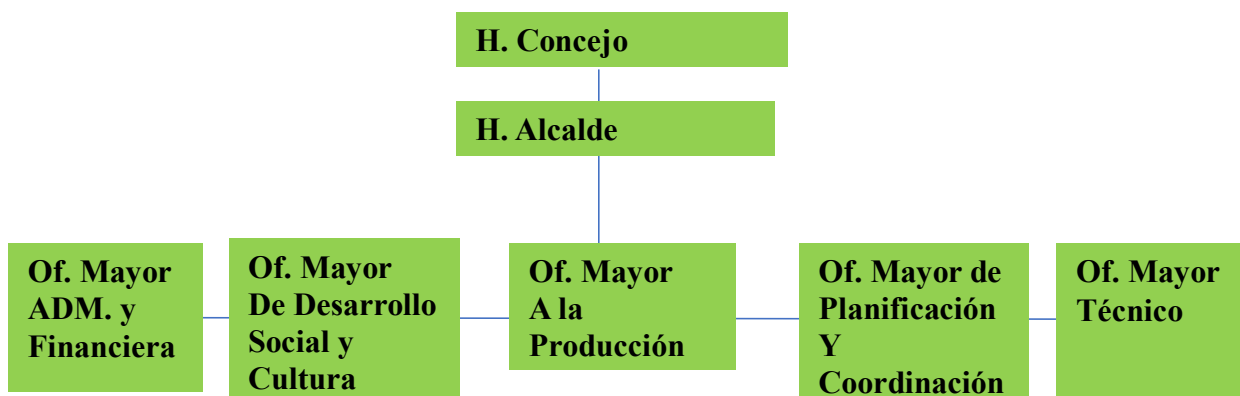 H. Concejo
H. Alcalde
Of. Mayor
ADM. y
Financiera
Of. Mayor
De Desarrollo
Social y
Cultura
Of. Mayor
A la
Producción
Of. Mayor de
Planificación
Y
Coordinación
Of. Mayor
Técnico